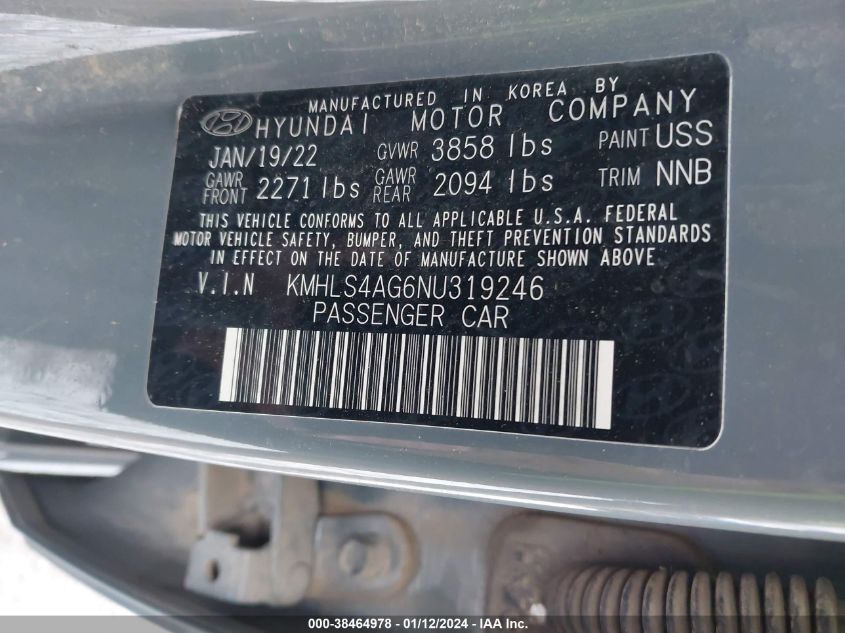 MANUFACTURED IN KOREA BY
HYUNDAI MOTOR COMPANY
JAN/19/22 GVWR 3858 lbs PAINT USS
GAWR FRONT 2271 lbs GAWR REAR 2094 lbs TRIM NNB
THIS VEHICLE CONFORMS TO ALL APPLICABLE U.S.A. FEDERAL
MOTOR VEHICLE SAFETY, BUMPER, AND THEFT PREVENTION STANDARDS
IN EFFECT ON THE DATE OF MANUFACTURE SHOWN ABOVE
V.I.N KMHLS4AG6NU319246
PASSENGER CAR
000-38464978 - 01/12/2024 - IAAI.com